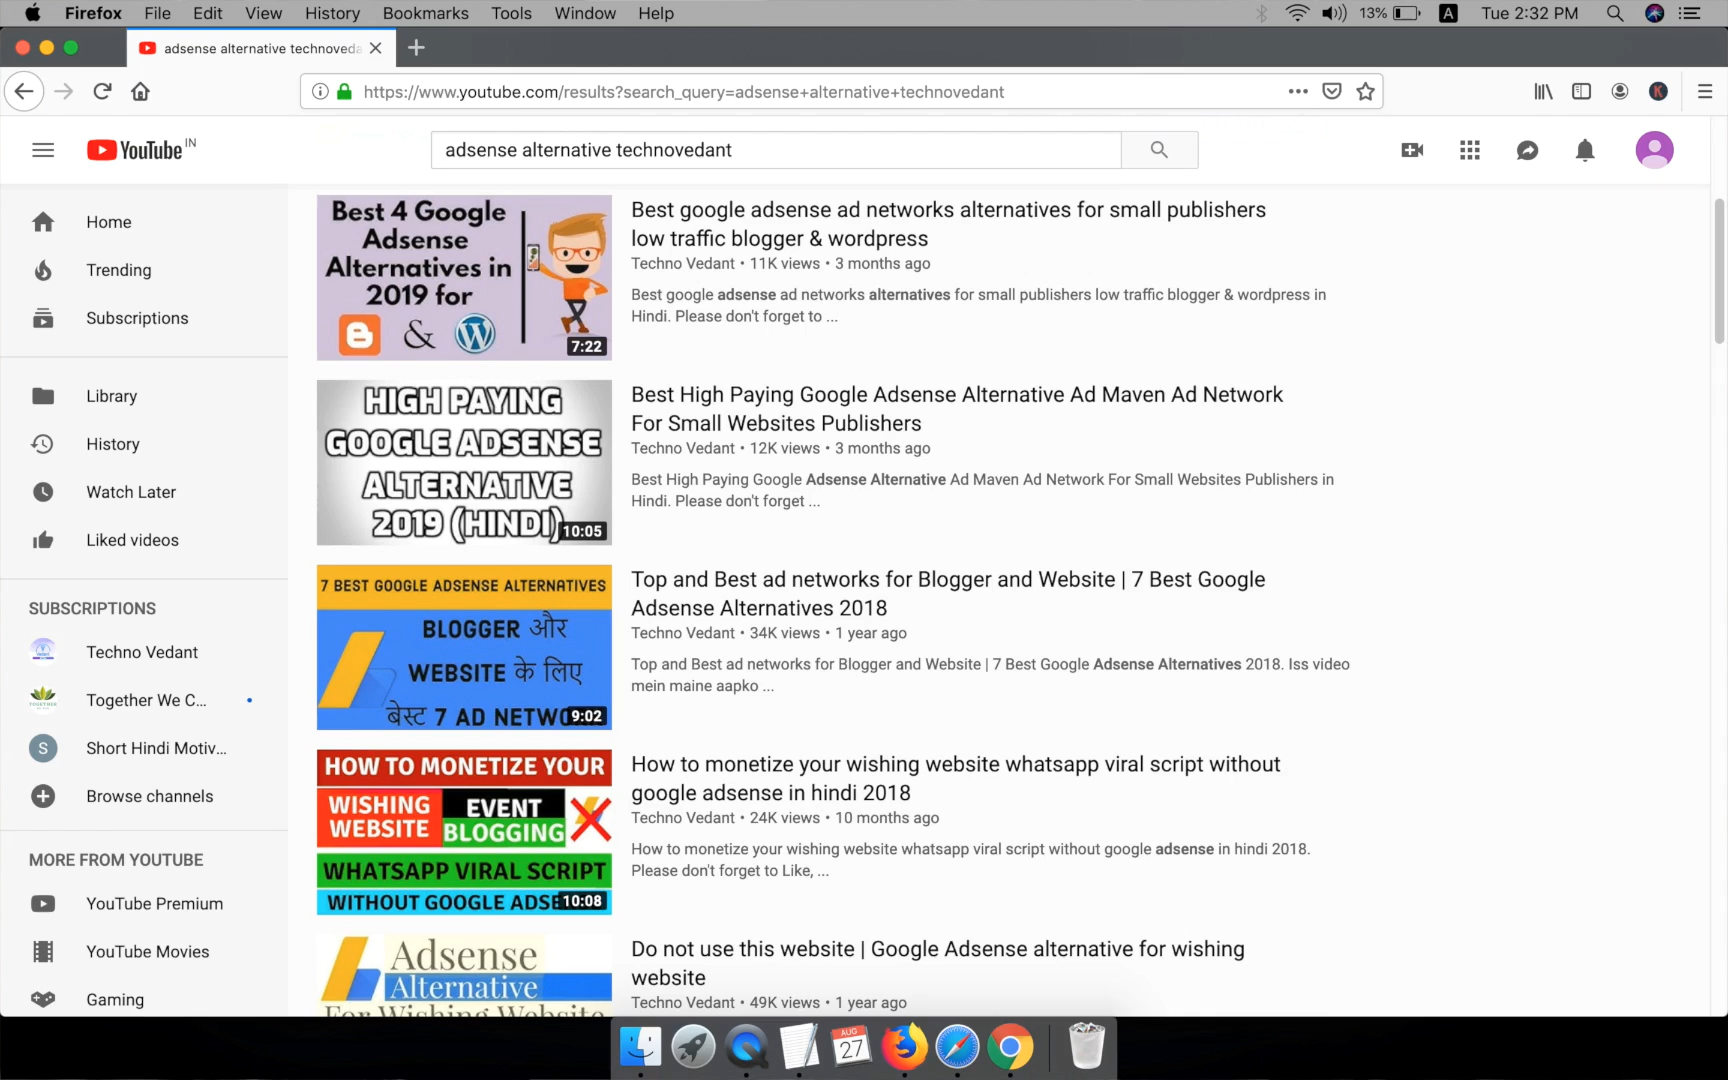 Firefox File Edit View History Bookmarks Tools Window Help 13% A Tue 2:32 PM
adsense alternative technoveda
https://www.youtube.com/results?search_query=adsense+alternative+technovedant
K
YouTube IN
adsense alternative technovedant
Home
Trending
Subscriptions
Library
History
Watch Later
Liked videos
SUBSCRIPTIONS
Techno Vedant
Together We C...
S Short Hindi Motiv...
Browse channels
MORE FROM YOUTUBE
YouTube Premium
YouTube Movies
Gaming
Best 4 Google
Adsense
Alternatives in
2019 for
&
7:22
Best google adsense ad networks alternatives for small publishers
low traffic blogger & wordpress
Techno Vedant • 11K views • 3 months ago
Best google adsense ad networks alternatives for small publishers low traffic blogger & wordpress in
Hindi. Please don't forget to ...
HIGH PAYING
GOOGLE ADSENSE
ALTERNATIVE
2019 (HINDI)
10:05
Best High Paying Google Adsense Alternative Ad Maven Ad Network
For Small Websites Publishers
Techno Vedant • 12K views • 3 months ago
Best High Paying Google Adsense Alternative Ad Maven Ad Network For Small Websites Publishers in
Hindi. Please don't forget ...
7 BEST GOOGLE ADSENSE ALTERNATIVES
BLOGGER और
WEBSITE के लिए
बेस्ट 7 AD NETWO
9:02
Top and Best ad networks for Blogger and Website | 7 Best Google
Adsense Alternatives 2018
Techno Vedant • 34K views • 1 year ago
Top and Best ad networks for Blogger and Website | 7 Best Google Adsense Alternatives 2018. Iss video
mein maine aapko ...
HOW TO MONETIZE YOUR
WISHING
WEBSITE
EVENT
BLOGGING
WHATSAPP VIRAL SCRIPT
WITHOUT GOOGLE ADSE
10:08
How to monetize your wishing website whatsapp viral script without
google adsense in hindi 2018
Techno Vedant • 24K views • 10 months ago
How to monetize your wishing website whatsapp viral script without google adsense in hindi 2018.
Please don't forget to Like, ...
Adsense
Alternative
For Wishing Website
Do not use this website | Google Adsense alternative for wishing
website
Techno Vedant • 49K views • 1 year ago
AUG
27